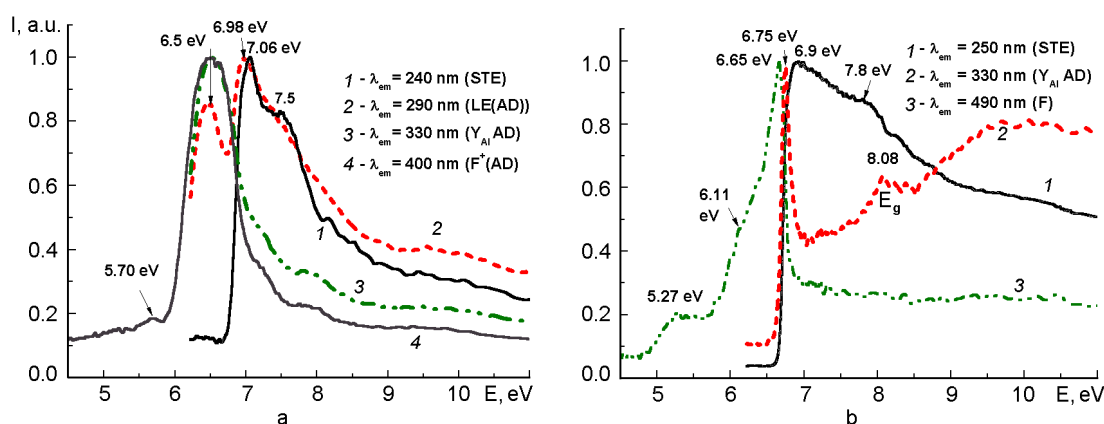 I, a.u.
6.5 eV
6.98 eV
7.06 eV
7.5
5.70 eV
1 - λem = 240 nm (STE)
2 - λem = 290 nm (LE(AD))
3 - λem = 330 nm (YAl AD)
4 - λem = 400 nm (F+(AD)
1
2
3
4
1.0
0.8
0.6
0.4
0.2
0.0
5 6 7 8 9 10 E, eV
a
I
6.65
6.75 eV
6.9 eV
7.8 eV
1 - λem = 250 nm (STE)
2 - λem = 330 nm (YAl AD)
3 - λem = 490 nm (F)
6.11
eV
5.27 eV
8.08
Eg
2
1
3
1.0
0.8
0.6
0.4
0.2
0.0
5 6 7 8 9 10 E, eV
b